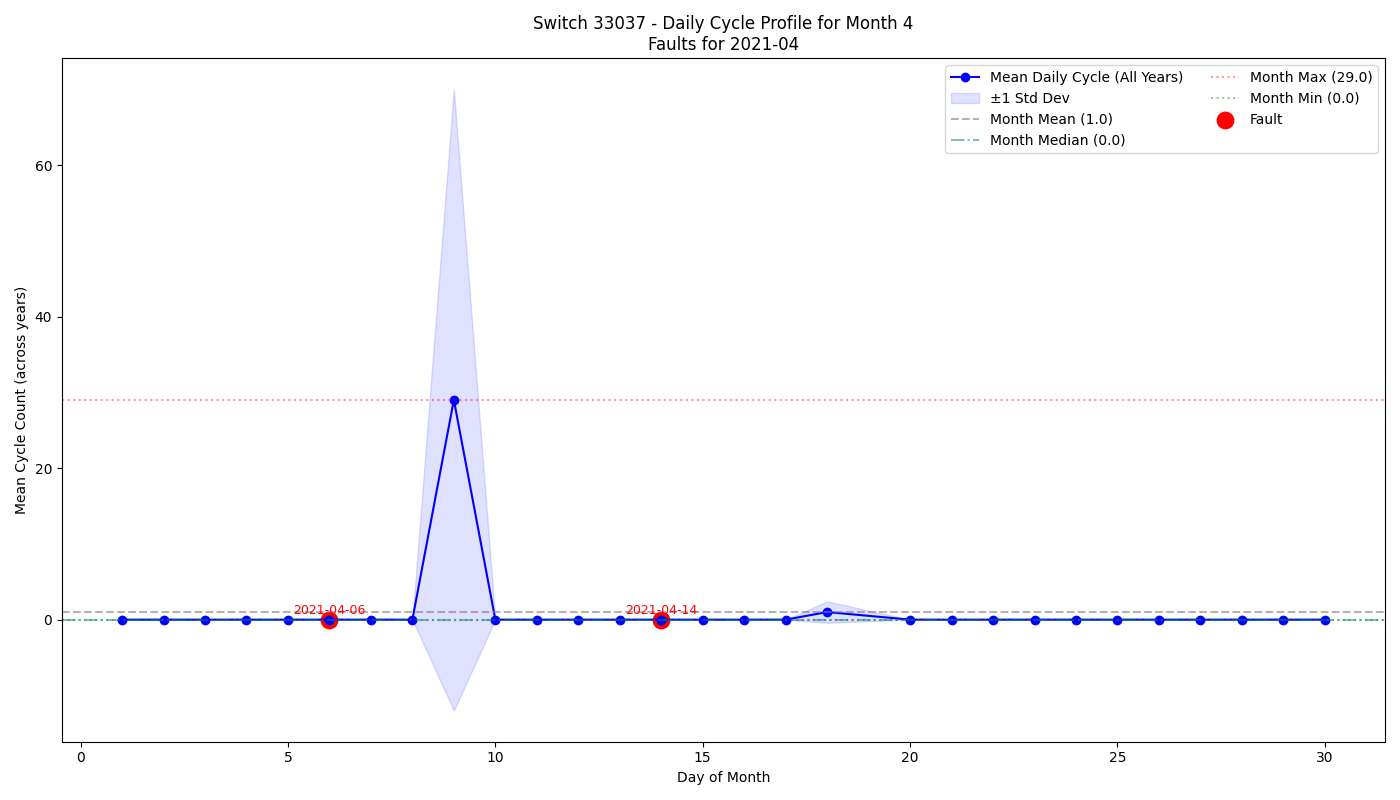 Switch 33037 - Daily Cycle Profile for Month 4
Faults for 2021-04
Mean Daily Cycle (All Years)
±1 Std Dev
Month Mean (1.0)
Month Median (0.0)
Month Max (29.0)
Month Min (0.0)
Fault
Mean Cycle Count (across years)
60
40
20
0
2021-04-06
2021-04-14
0
5
10
15
20
25
30
Day of Month